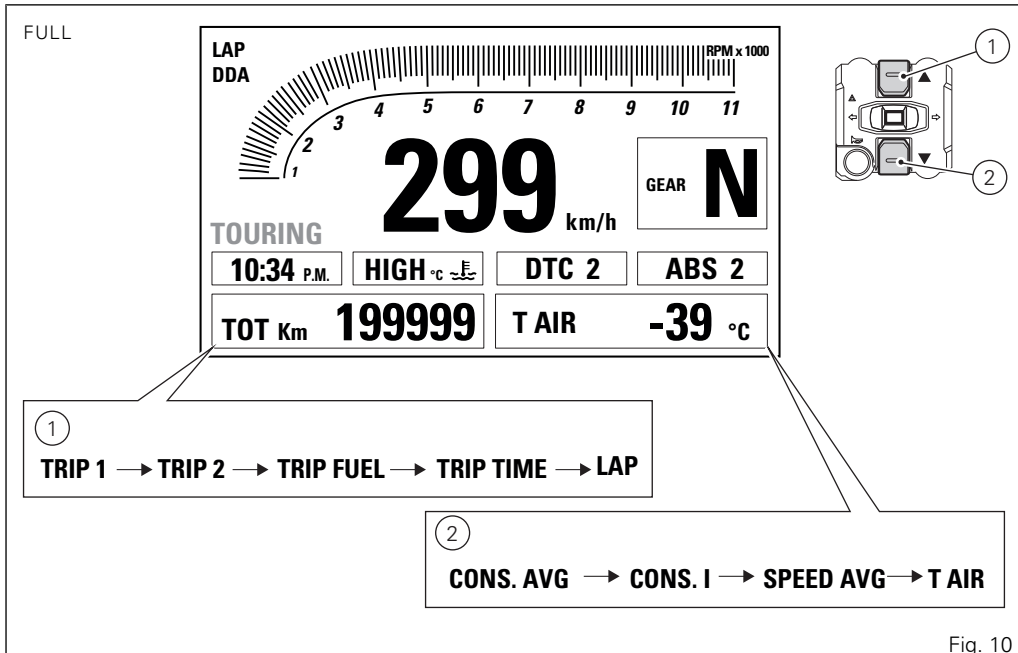 FULL
LAP
DDA
RPM x 1000
1 2 3 4 5 6 7 8 9 10 11
299 km/h
GEAR N
TOURING
10:34 P.M. HIGH °C DTC 2 ABS 2
TOT Km 199999 T AIR -39 °C
1
2
1
TRIP 1 → TRIP 2 → TRIP FUEL → TRIP TIME → LAP
2
CONS. AVG → CONS. I → SPEED AVG → T AIR
Fig. 10